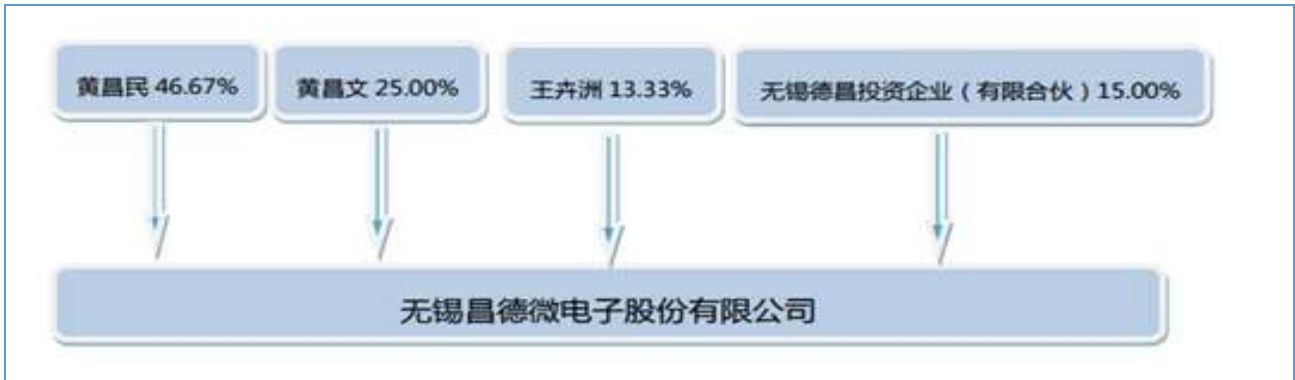 黄昌民 46.67%
黄昌文 25.00%
王卉洲 13.33%
无锡德昌投资企业（有限合伙）15.00%
无锡昌德微电子股份有限公司